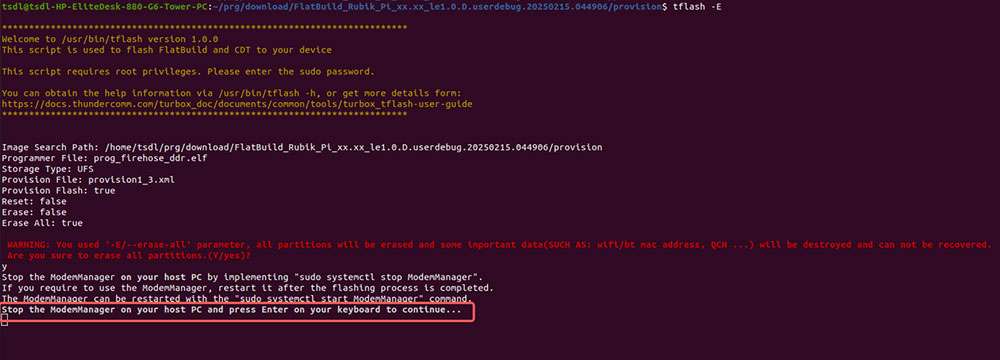 tsdl@tsdl-HP-EliteDesk-880-G6-Tower-PC:~/prg/download/FlatBuild_Rubik_Pi_xx.xx_le1.0.D.userdebug.20250215.044906/provision$ tflash -E
******************************************************************************
Welcome to /usr/bin/tflash version 1.0.0
This script is used to flash FlatBuild and CDT to your device
This script requires root privileges. Please enter the sudo password.
You can obtain the help information via /usr/bin/tflash -h, or get more details form:
https://docs.thundercomm.com/turbox_doc/documents/common/tools/turbox_tflash-user-guide
******************************************************************************
Image Search Path: /home/tsdl/prg/download/FlatBuild_Rubik_Pi_xx.xx_le1.0.D.userdebug.20250215.044906/provision
Programmer File: prog_firehose_ddr.elf
Storage Type: UFS
Provision File: provision1_3.xml
Provision Flash: true
Reset: false
Erase: false
Erase All: true
WARNING: You used '-E/--erase-all' parameter, all partitions will be erased and some important data(SUCH AS: wifi/bt mac address, QCN ...) will be destroyed and can not be recovered.
Are you sure to erase all partitions.(Y/yes)?
y
Stop the ModemManager on your host PC by implementing "sudo systemctl stop ModemManager".
If you require to use the ModemManager, restart it after the flashing process is completed.
The ModemManager can be restarted with the "sudo systemctl start ModemManager" command.
Stop the ModemManager on your host PC and press Enter on your keyboard to continue...